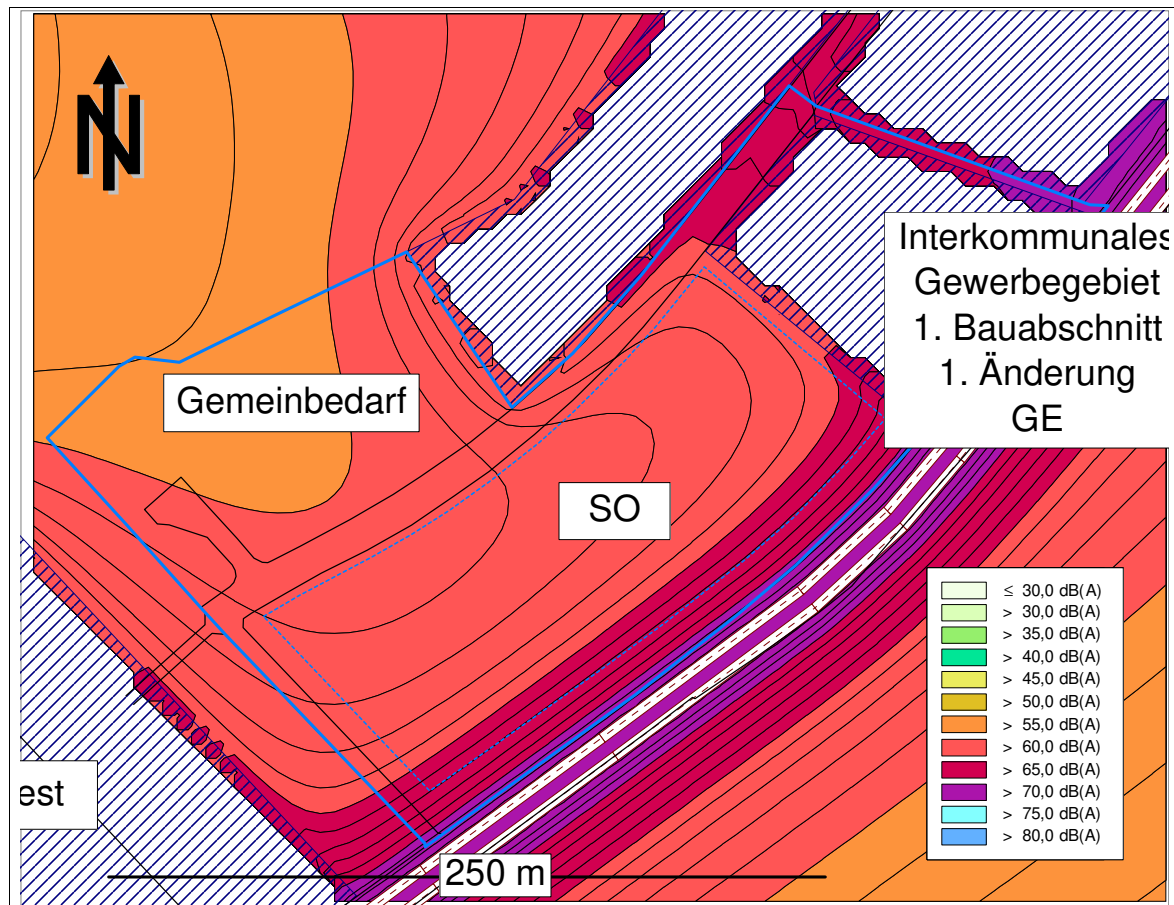 N
Interkommunales
Gewerbegebiet
1. Bauabschnitt
1. Änderung
GE
Gemeinbedarf
SO
≤ 30,0 dB(A)
> 30,0 dB(A)
> 35,0 dB(A)
> 40,0 dB(A)
> 45,0 dB(A)
> 50,0 dB(A)
> 55,0 dB(A)
> 60,0 dB(A)
> 65,0 dB(A)
> 70,0 dB(A)
> 75,0 dB(A)
> 80,0 dB(A)
est
250 m